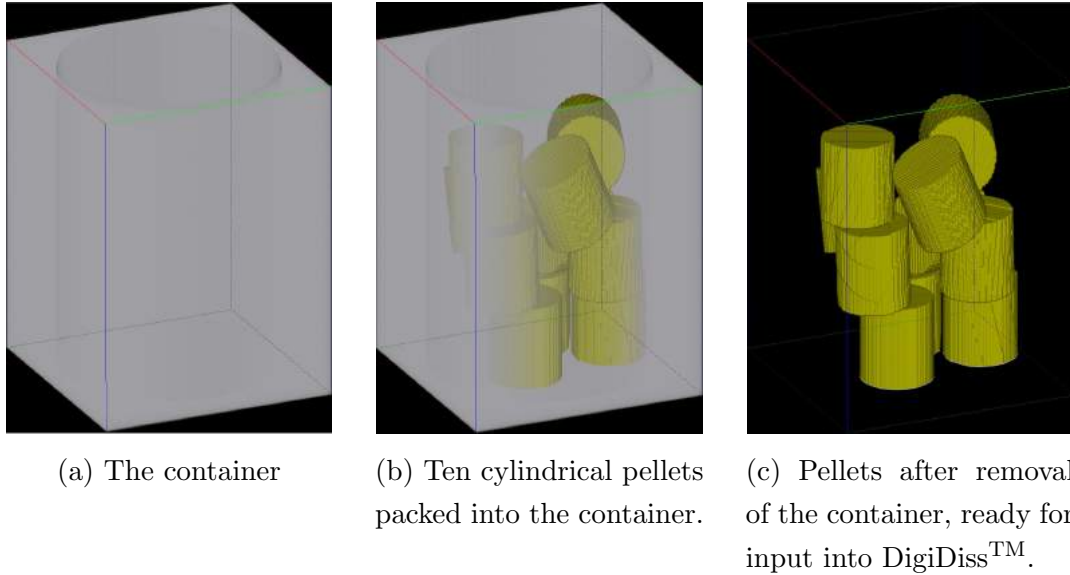 (a) The container
(b) Ten cylindrical pellets
packed into the container.
(c) Pellets after removal
of the container, ready for
input into DigiDiss™.